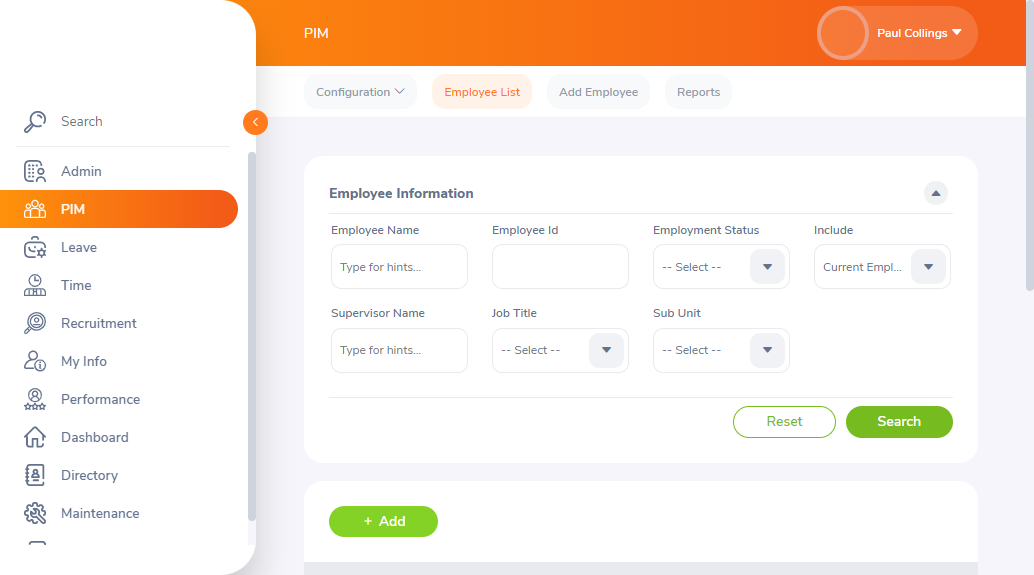 PIM
Paul Collings
Configuration
Employee List
Add Employee
Reports
Search
Admin
PIM
Leave
Time
Recruitment
My Info
Performance
Dashboard
Directory
Maintenance
Employee Information
Employee Name
Employee Id
Employment Status
Include
Type for hints...
-- Select --
Current Empl...
Supervisor Name
Job Title
Sub Unit
Type for hints...
-- Select --
-- Select --
Reset
Search
+ Add